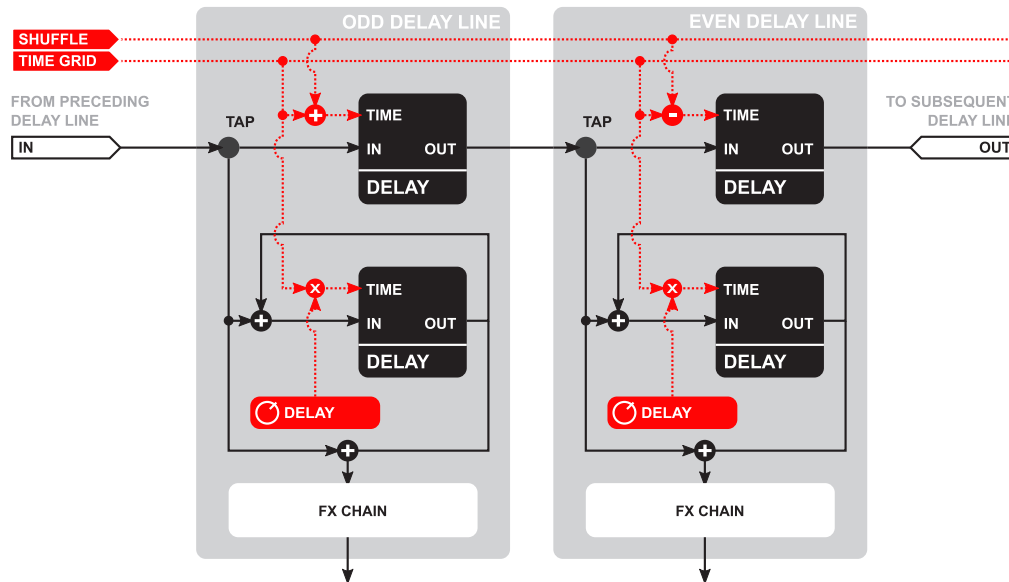 ODD DELAY LINE
EVEN DELAY LINE
SHUFFLE
TIME GRID
FROM PRECEDING
DELAY LINE
IN
TAP
+
TIME
IN OUT
DELAY
TAP
-
TIME
IN OUT
DELAY
TO SUBSEQUENT
DELAY LINE
OUT
x
TIME
+
IN OUT
DELAY
DELAY
+
FX CHAIN
x
TIME
+
IN OUT
DELAY
DELAY
+
FX CHAIN